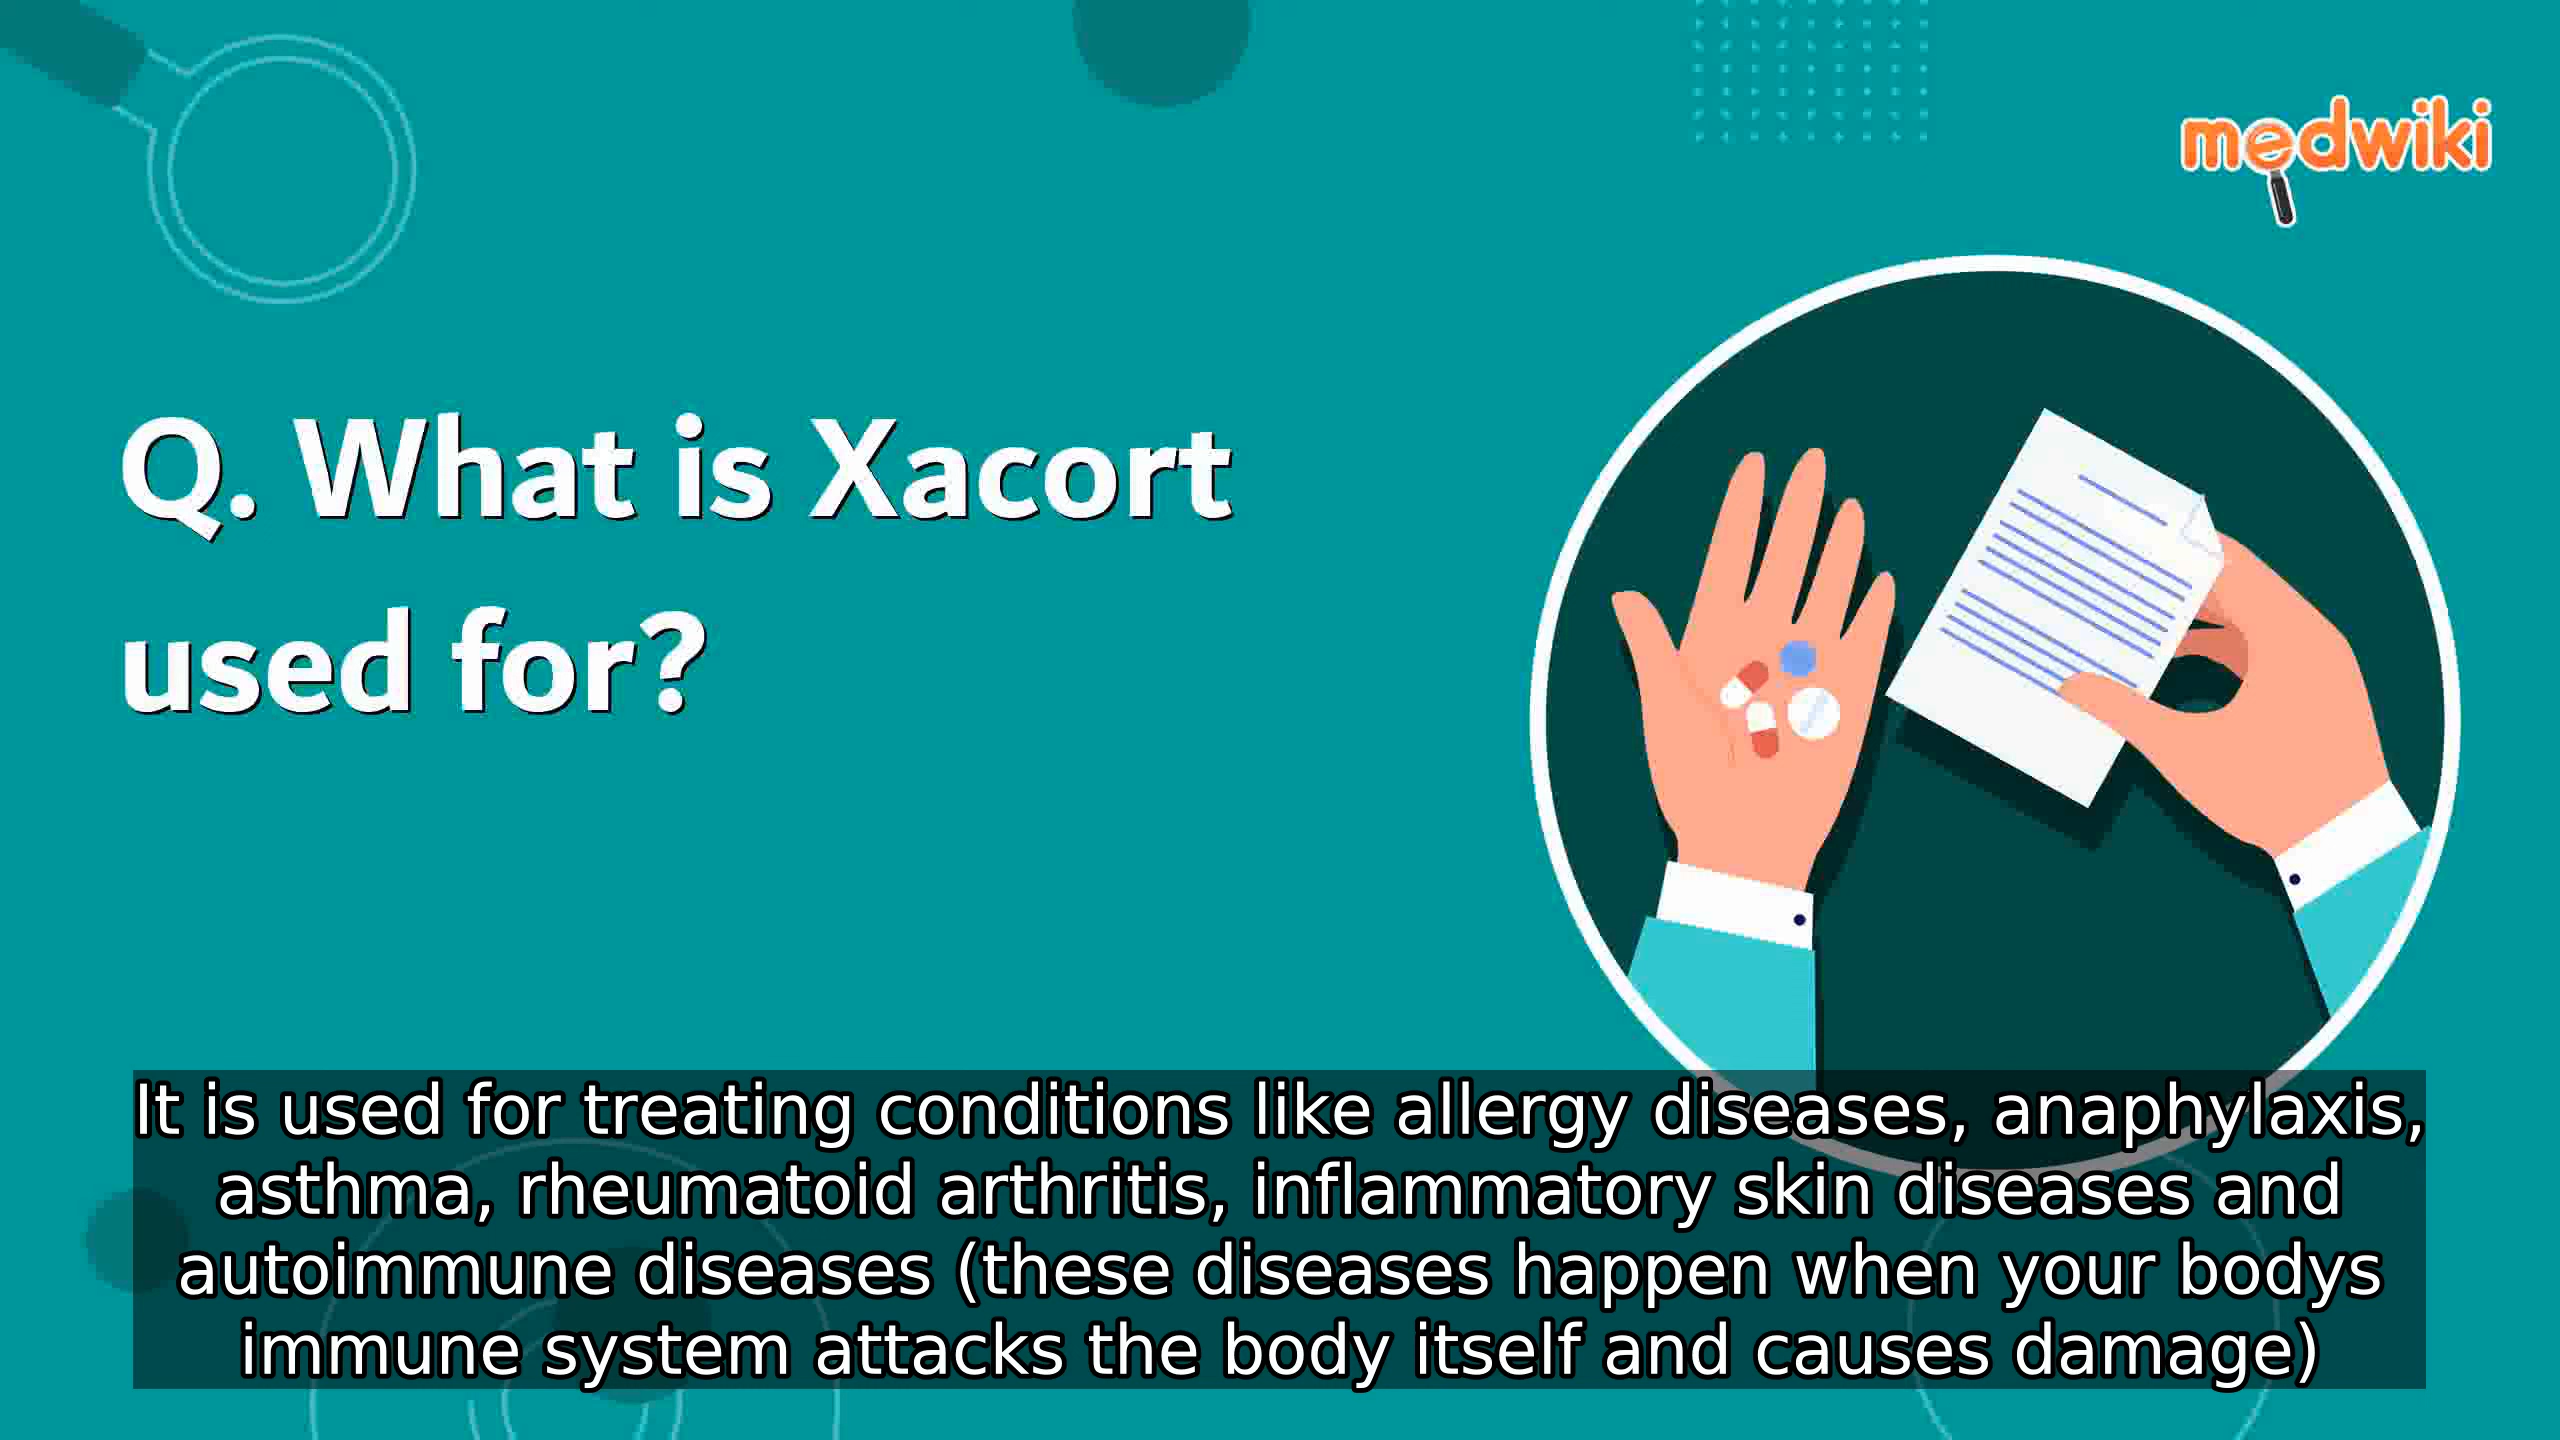 medwiki
Q. What is Xacort
used for?
It is used for treating conditions like allergy diseases, anaphylaxis,
asthma, rheumatoid arthritis, inflammatory skin diseases and
autoimmune diseases (these diseases happen when your bodys
immune system attacks the body itself and causes damage)